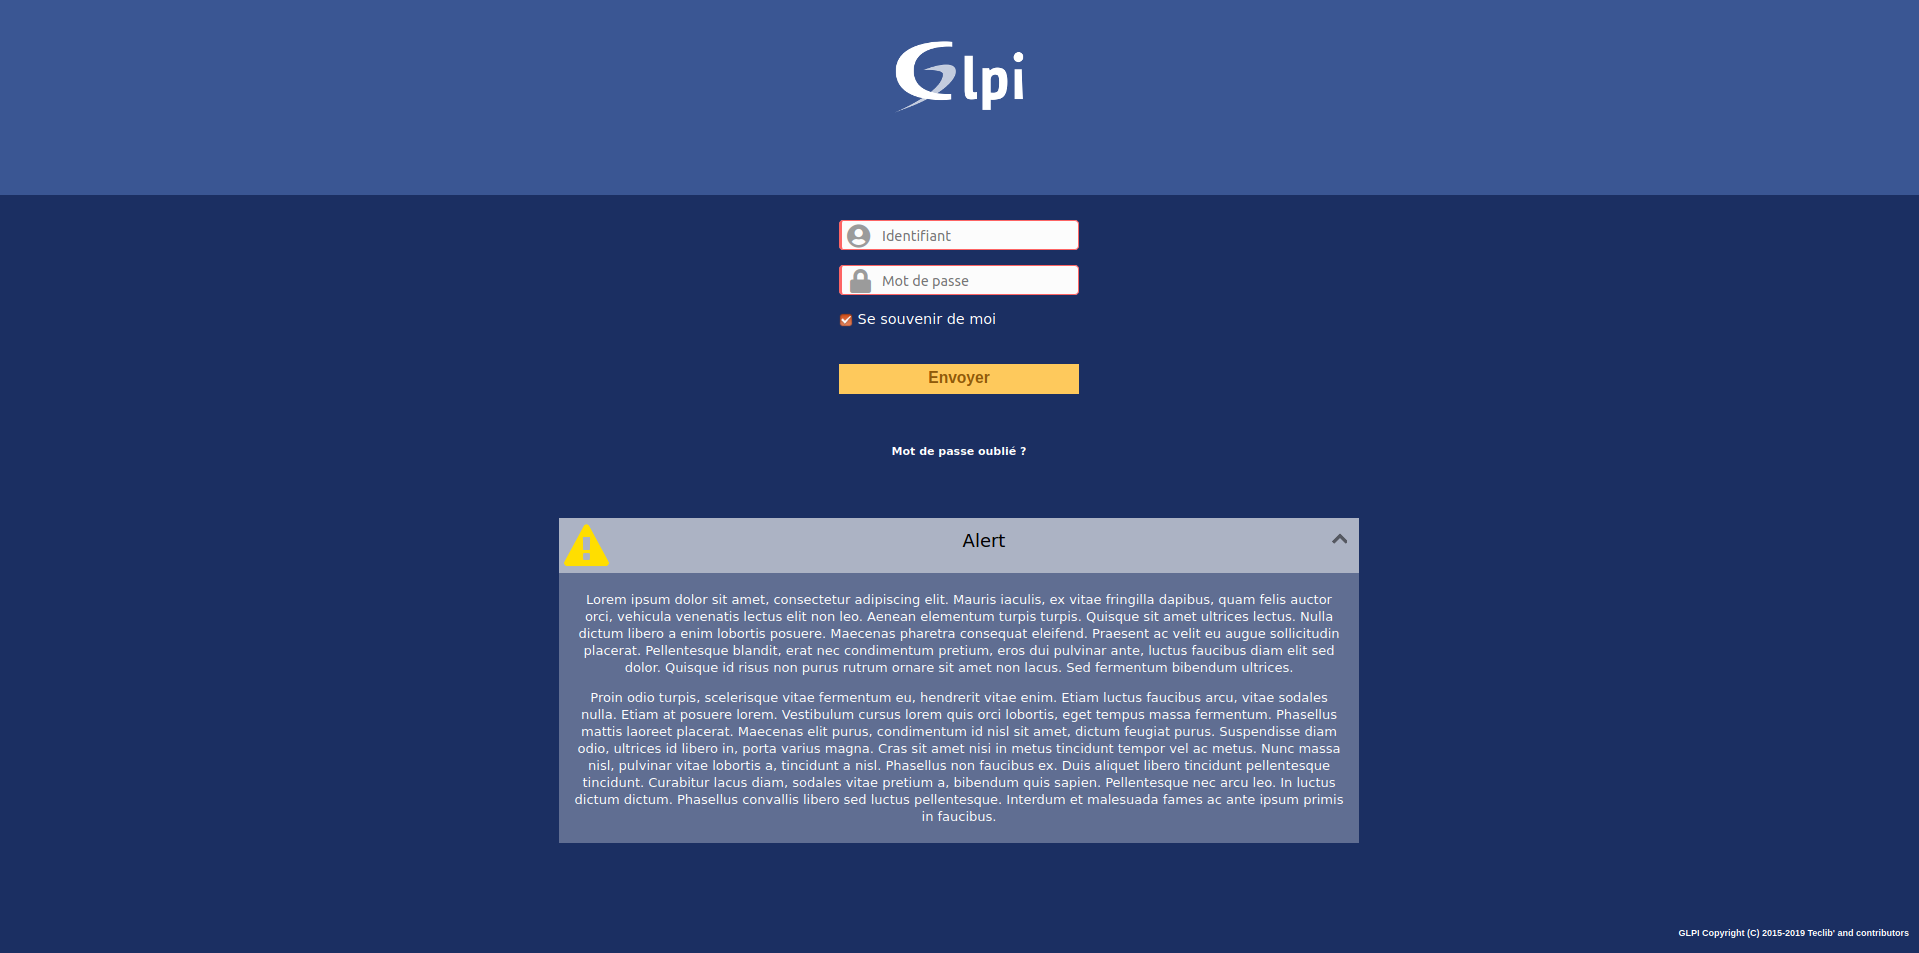 Glpi
Identifiant
Mot de passe
Se souvenir de moi
Envoyer
Mot de passe oublié ?
Alert
Lorem ipsum dolor sit amet, consectetur adipiscing elit. Mauris iaculis, ex vitae fringilla dapibus, quam felis auctor
orci, vehicula venenatis lectus elit non leo. Aenean elementum turpis turpis. Quisque sit amet ultrices lectus. Nulla
dictum libero a enim lobortis posuere. Maecenas pharetra consequat eleifend. Praesent ac velit eu augue sollicitudin
placerat. Pellentesque blandit, erat nec condimentum pretium, eros dui pulvinar ante, luctus faucibus diam elit sed
dolor. Quisque id risus non purus rutrum ornare sit amet non lacus. Sed fermentum bibendum ultrices.
Proin odio turpis, scelerisque vitae fermentum eu, hendrerit vitae enim. Etiam luctus faucibus arcu, vitae sodales
nulla. Etiam at posuere lorem. Vestibulum cursus lorem quis orci lobortis, eget tempus massa fermentum. Phasellus
mattis laoreet placerat. Maecenas elit purus, condimentum id nisl sit amet, dictum feugiat purus. Suspendisse diam
odio, ultrices id libero in, porta varius magna. Cras sit amet nisi in metus tincidunt tempor vel ac metus. Nunc massa
nisl, pulvinar vitae lobortis a, tincidunt a nisl. Phasellus non faucibus ex. Duis aliquet libero tincidunt pellentesque
tincidunt. Curabitur lacus diam, sodales vitae pretium a, bibendum quis sapien. Pellentesque nec arcu leo. In luctus
dictum dictum. Phasellus convallis libero sed luctus pellentesque. Interdum et malesuada fames ac ante ipsum primis
in faucibus.
GLPI Copyright (C) 2015-2019 Teclib' and contributors